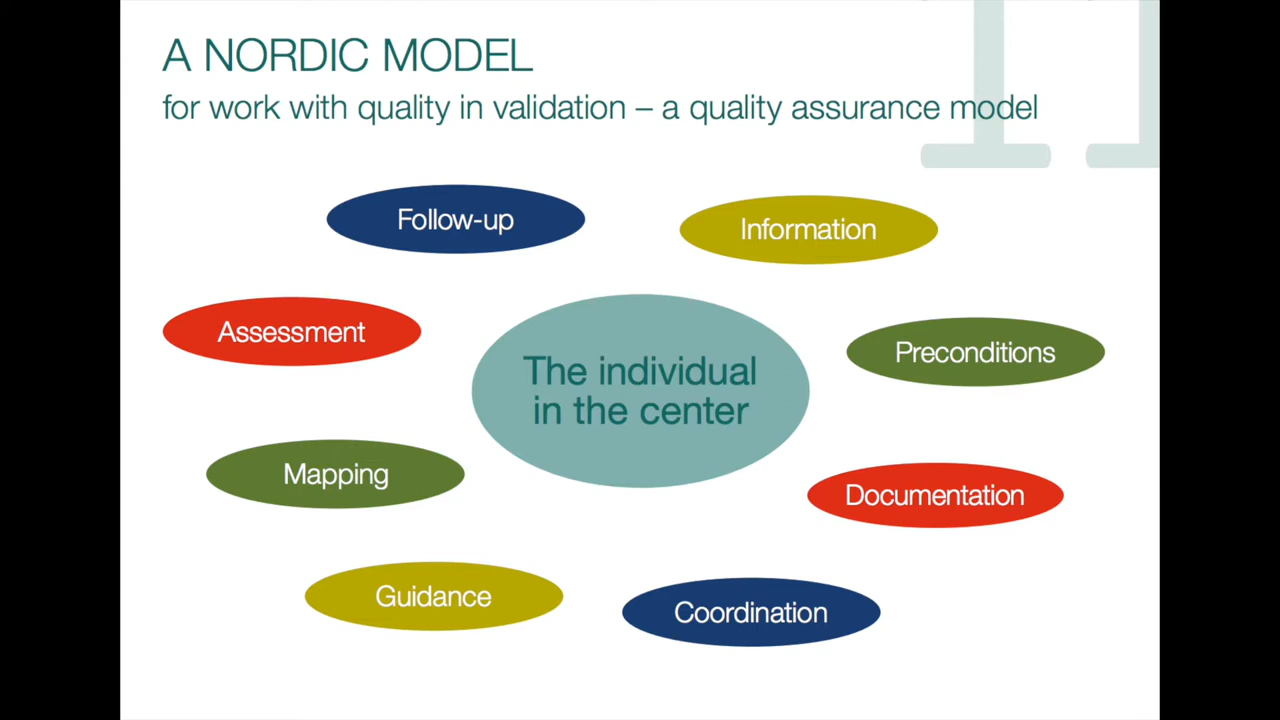 A NORDIC MODEL
for work with quality in validation – a quality assurance model
Follow-up
Information
Assessment
Preconditions
The individual
in the center
Mapping
Documentation
Guidance
Coordination